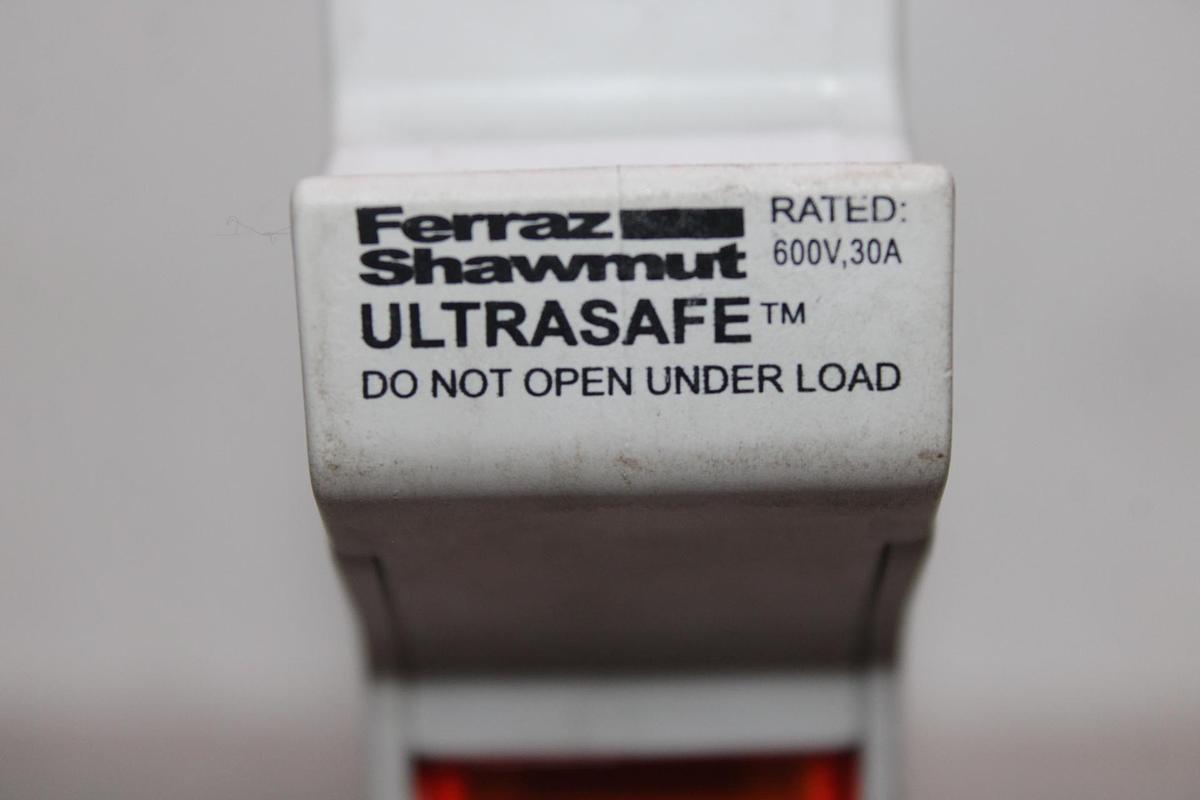 Ferraz
Shawmut
RATED:
600V,30A
ULTRASAFE™
DO NOT OPEN UNDER LOAD